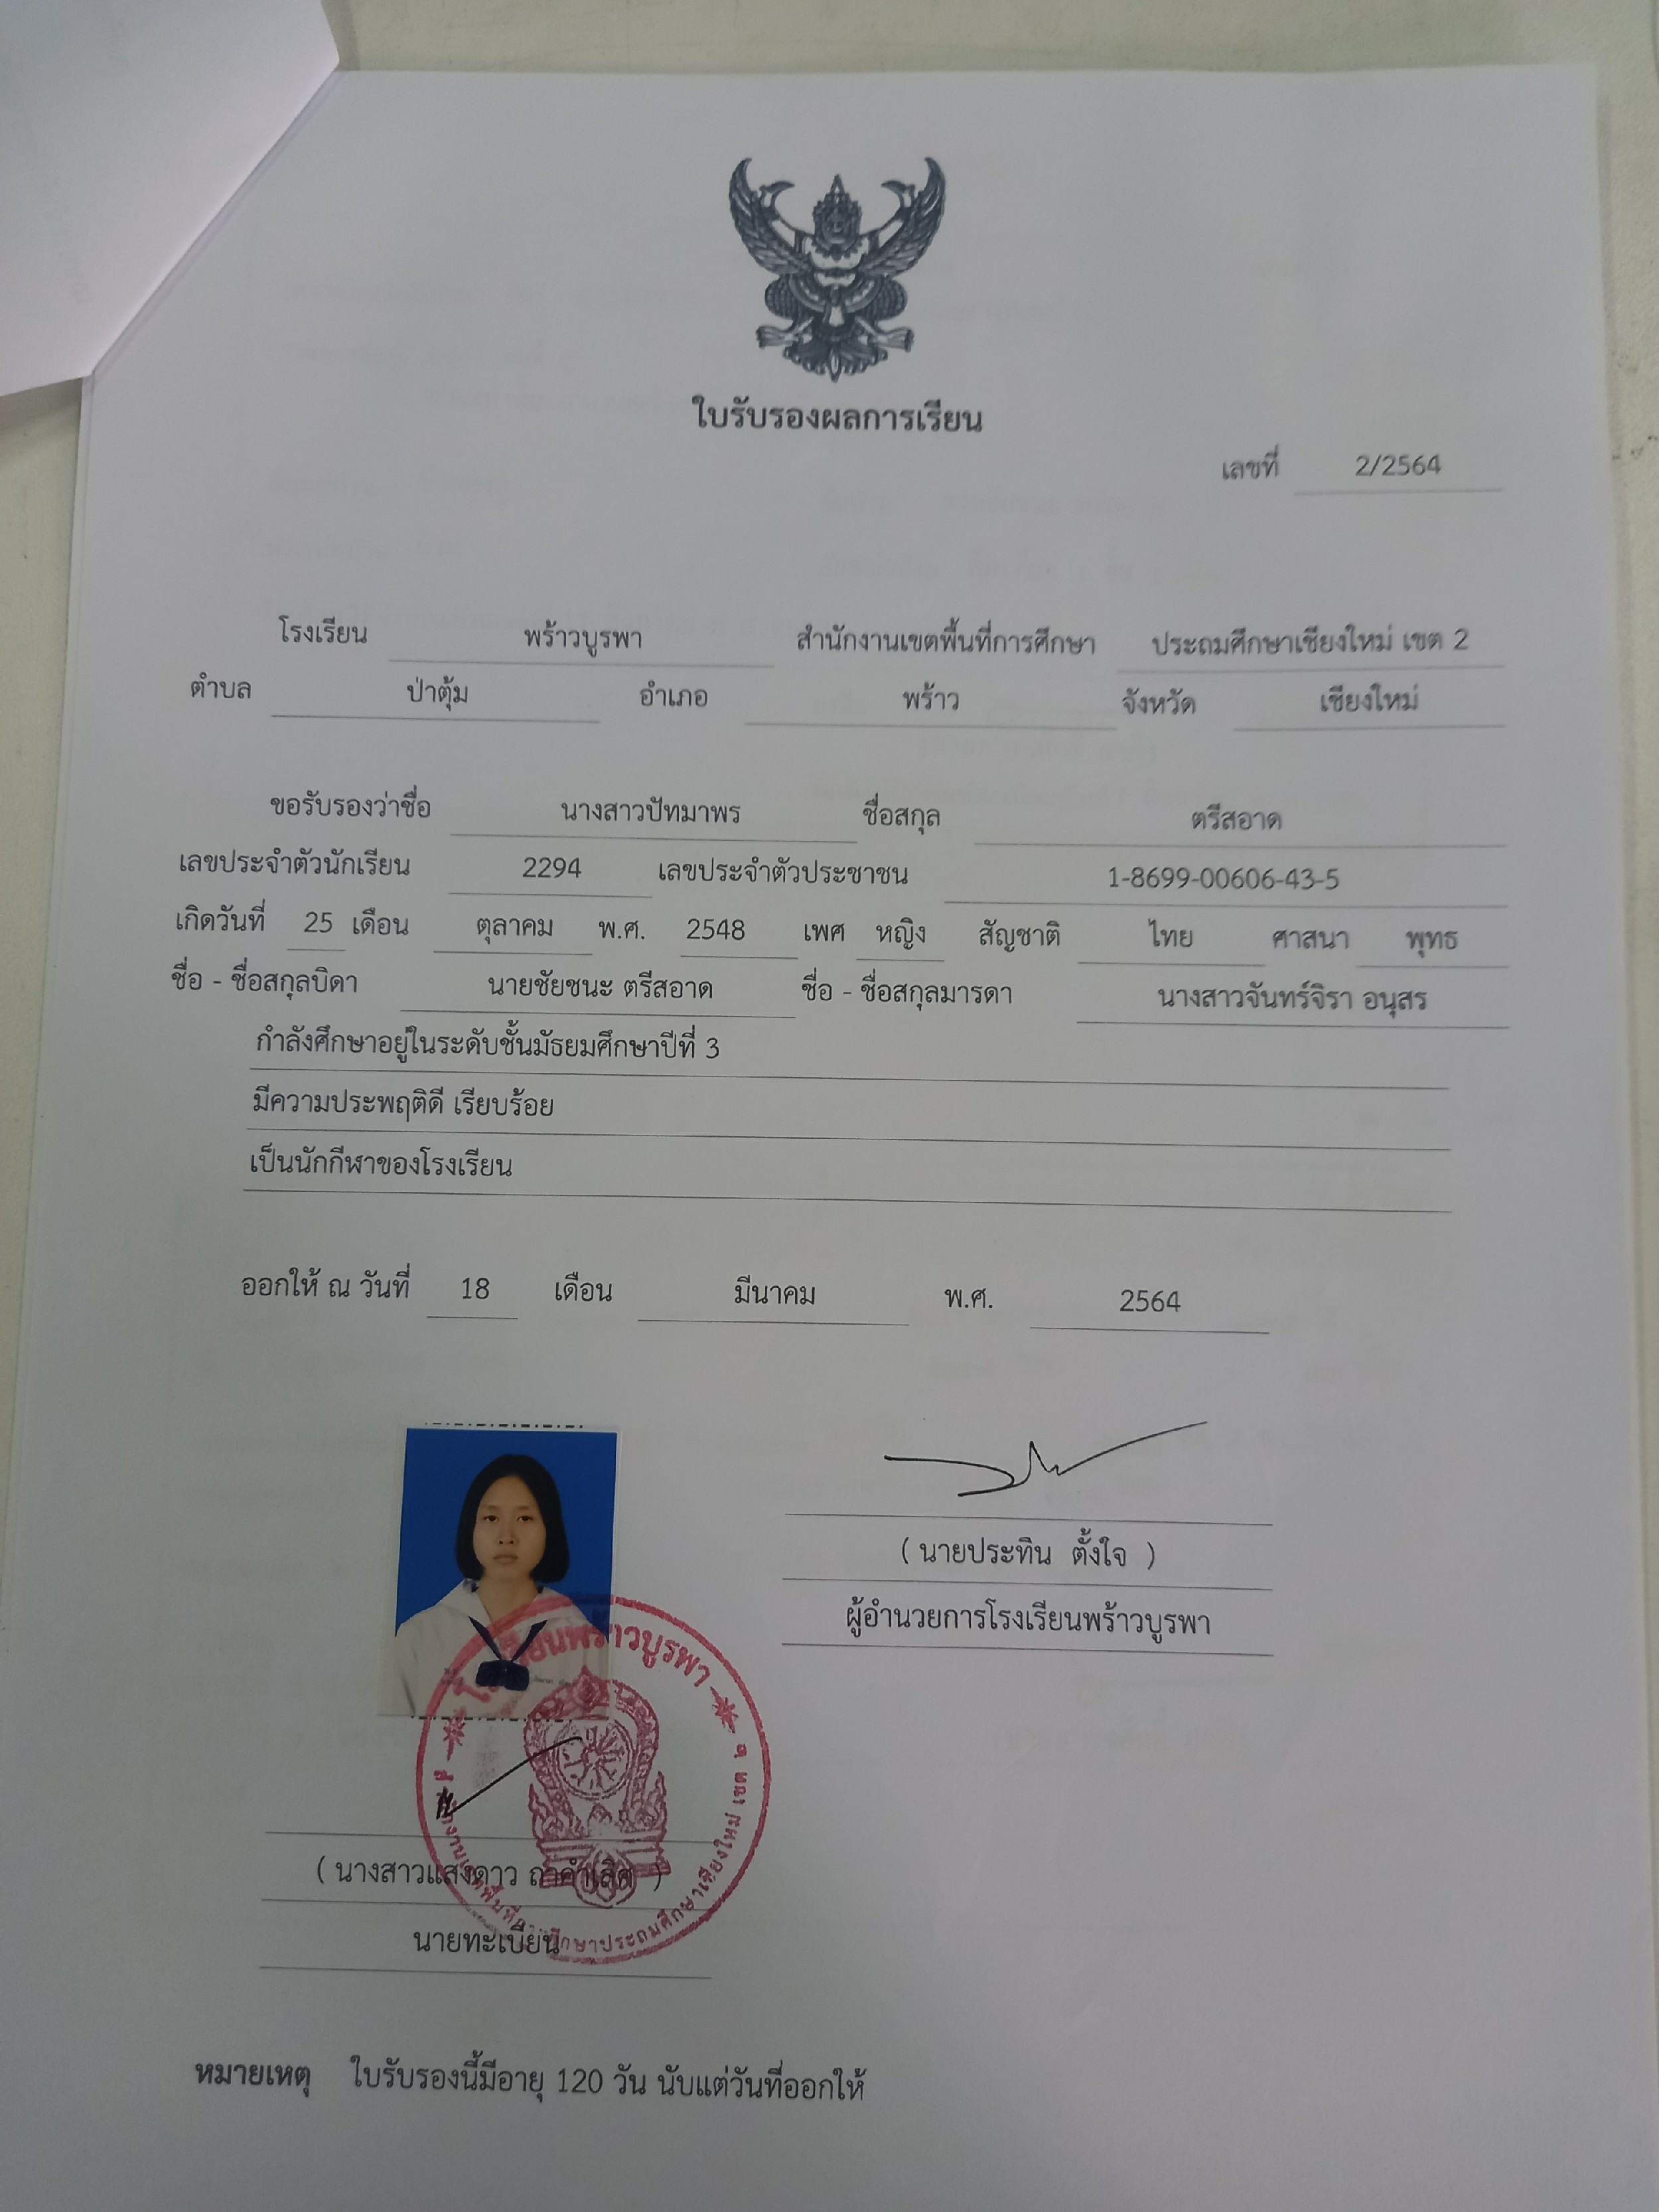 ใบรับรองผลการเรียน
เลขที่ 2/2564
โรงเรียน พร้าวบูรพา สำนักงานเขตพื้นที่การศึกษา ประถมศึกษาเชียงใหม่ เขต 2
ตำบล ป่าตุ้ม อำเภอ พร้าว จังหวัด เชียงใหม่
ขอรับรองว่าชื่อ นางสาวปัทมาพร ชื่อสกุล ตรีสอาด
เลขประจำตัวนักเรียน 2294 เลขประจำตัวประชาชน 1-8699-00606-43-5
เกิดวันที่ 25 เดือน ตุลาคม พ.ศ. 2548 เพศ หญิง สัญชาติ ไทย ศาสนา พุทธ
ชื่อ - ชื่อสกุลบิดา นายชัยชนะ ตรีสอาด ชื่อ - ชื่อสกุลมารดา นางสาวจันทร์จิรา อนุสร
กำลังศึกษาอยู่ในระดับชั้นมัธยมศึกษาปีที่ 3
มีความประพฤติดี เรียบร้อย
เป็นนักกีฬาของโรงเรียน
ออกให้ ณ วันที่ 18 เดือน มีนาคม พ.ศ. 2564
( นายประทิน ตั้งใจ )
ผู้อำนวยการโรงเรียนพร้าวบูรพา
โรงเรียนพร้าวบูรพา
สำนักงานเขตพื้นที่การศึกษาประถมศึกษาเชียงใหม่ เขต ๒
( นางสาวแสงดาว ถาคำเลิศ )
นายทะเบียน
หมายเหตุ ใบรับรองนี้มีอายุ 120 วัน นับแต่วันที่ออกให้